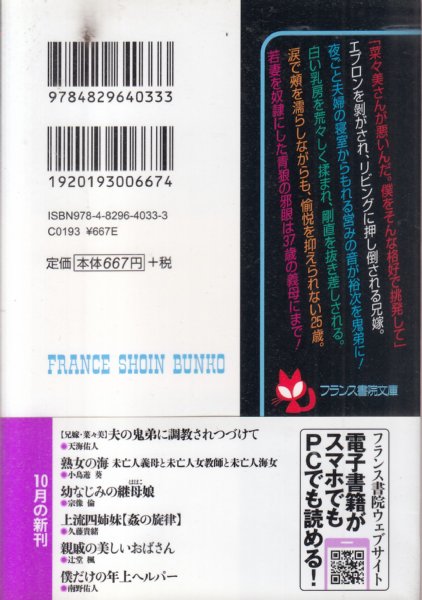 9784829640333
1920193006674
ISBN978-4-8296-4033-3
C0193 ¥667E
定価 本体667円 +税
FRANCE SHOIN BUNKO
「菜々美さんが悪いんだ。僕をそんな格好で挑発して」
エプロンを剝がされ、リビングに押し倒される兄嫁。
夜ごと夫婦の寝室からもれる営みの音が裕次を鬼弟に!
白い乳房を荒々しく揉まれ、剛直を抜き差しされる。
涙で頰を濡らしながらも、愉悦を抑えられない25歳。
若妻を奴隷にした青狼の邪眼は37歳の義母にまで!
フランス書院文庫
10月の新刊
【兄嫁・菜々美】夫の鬼弟に調教されつづけて
●天海佑人
熟女の海 未亡人義母と未亡人女教師と未亡人海女
●小鳥遊 葵
幼なじみの継母娘
●宗像 倫
上流四姉妹【姦の旋律】
●久藤貴緒
親戚の美しいおばさん
●辻堂 楓
僕だけの年上ヘルパー
●南野佑人
フランス書院ウェブサイト
電子書籍が
スマホでも
PCでも読める!